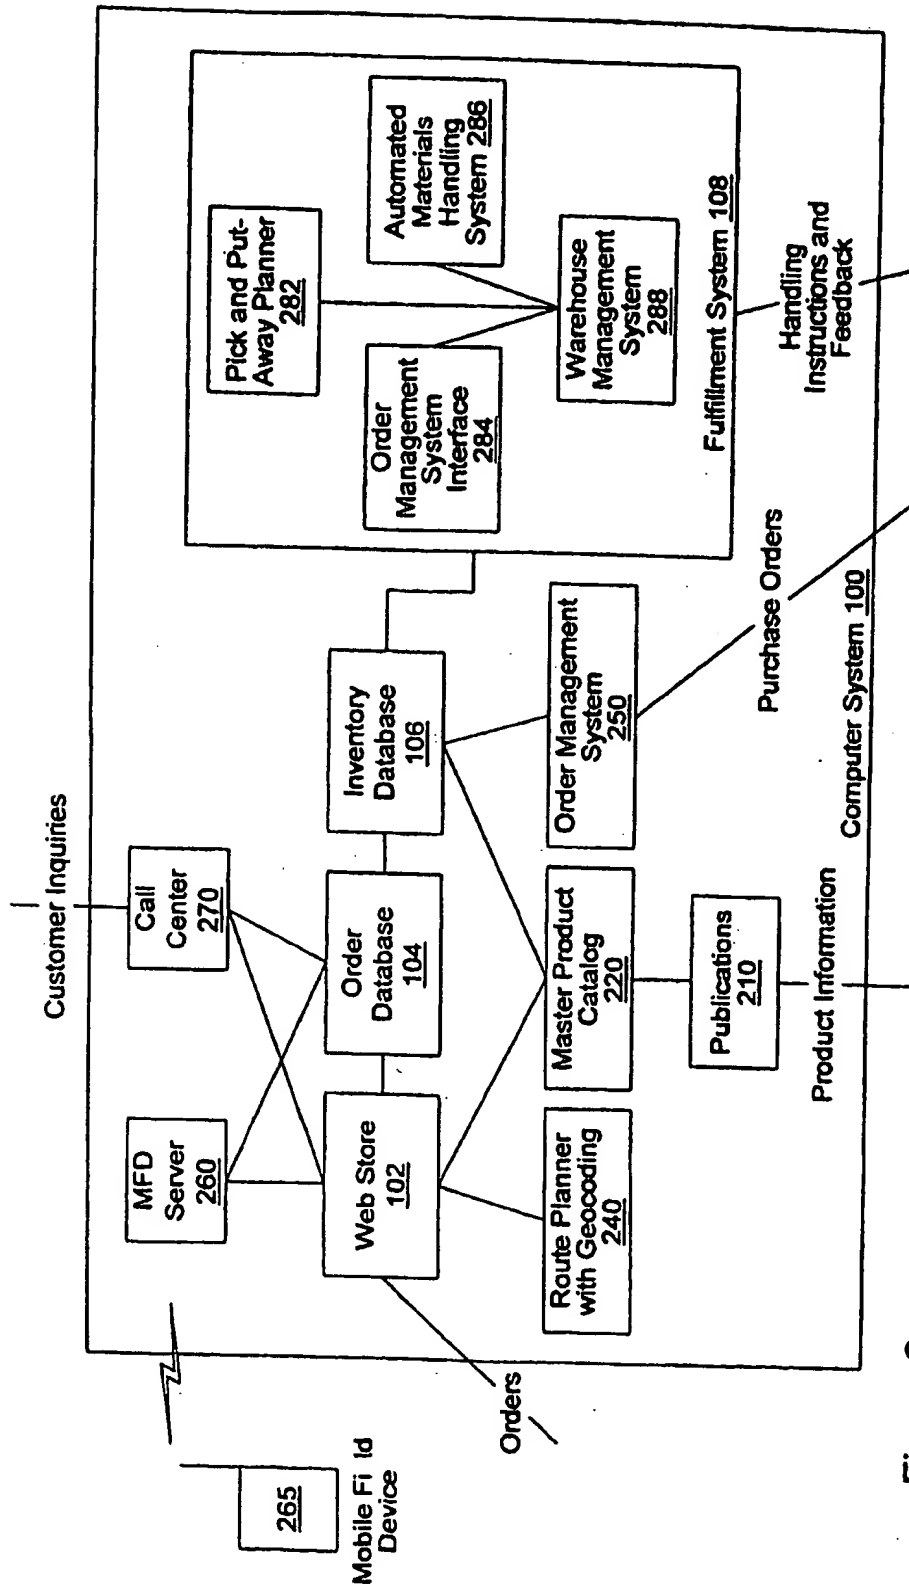 Customer Inquiries
MFD
Server
260
Call
Center
270
265
Mobile Fi ld
Device
Orders
Web Store
102
Order
Database
104
Inventory
Database
106
Route Planner
with Geocoding
240
Master Product
Catalog
220
Order Management
System
250
Publications
210
Product Information
Purchase Orders
Computer System 100
Pick and Put-
Away Planner
282
Order
Management
System
Interface
284
Automated
Materials
Handling
System 286
Warehouse
Management
System
288
Fulfillment System 108
Handling
Instructions and
Feedback